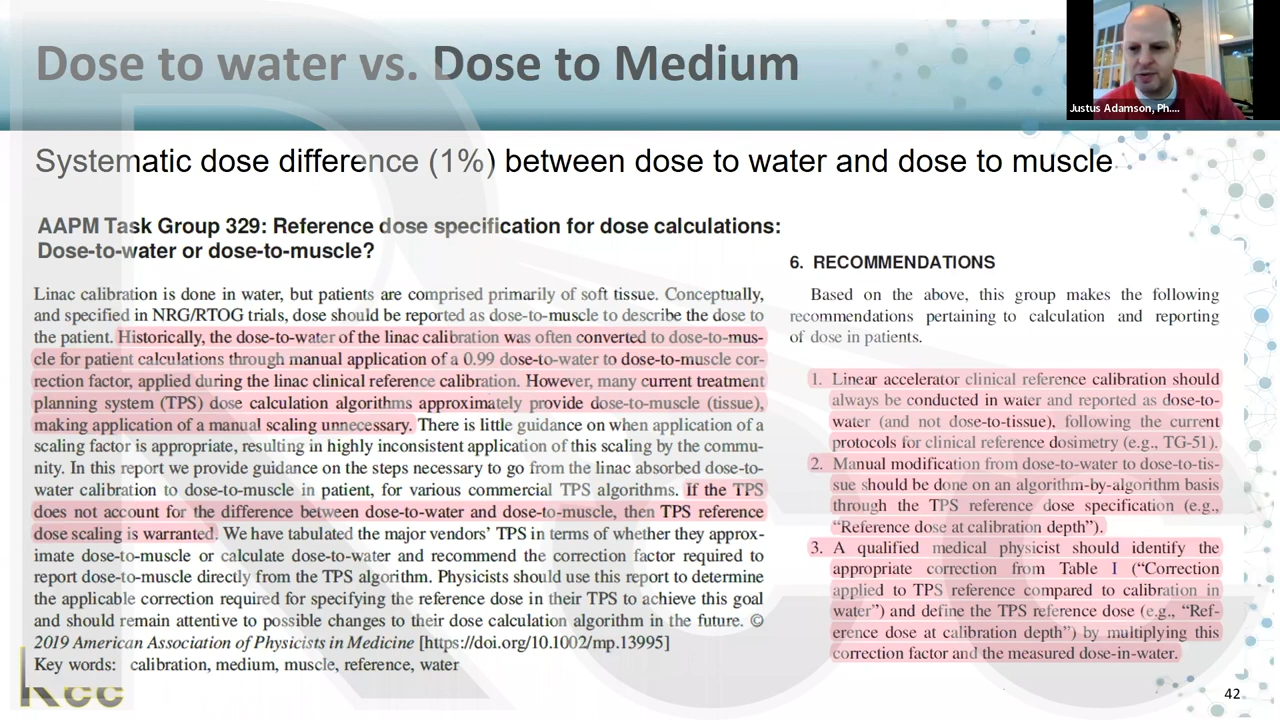 Dose to water vs. Dose to Medium
Justus Adamson, Ph....
Systematic dose difference (1%) between dose to water and dose to muscle
AAPM Task Group 329: Reference dose specification for dose calculations:
Dose-to-water or dose-to-muscle?
Linac calibration is done in water, but patients are comprised primarily of soft tissue. Conceptually,
and specified in NRG/RTOG trials, dose should be reported as dose-to-muscle to describe the dose to
the patient. Historically, the dose-to-water of the linac calibration was often converted to dose-to-mus-
cle for patient calculations through manual application of a 0.99 dose-to-water to dose-to-muscle cor-
rection factor, applied during the linac clinical reference calibration. However, many current treatment
planning system (TPS) dose calculation algorithms approximately provide dose-to-muscle (tissue),
making application of a manual scaling unnecessary. There is little guidance on when application of a
scaling factor is appropriate, resulting in highly inconsistent application of this scaling by the commu-
nity. In this report we provide guidance on the steps necessary to go from the linac absorbed dose-to-
water calibration to dose-to-muscle in patient, for various commercial TPS algorithms. If the TPS
does not account for the difference between dose-to-water and dose-to-muscle, then TPS reference
dose scaling is warranted. We have tabulated the major vendors' TPS in terms of whether they approx-
imate dose-to-muscle or calculate dose-to-water and recommend the correction factor required to
report dose-to-muscle directly from the TPS algorithm. Physicists should use this report to determine
the applicable correction required for specifying the reference dose in their TPS to achieve this goal
and should remain attentive to possible changes to their dose calculation algorithm in the future. ©
2019 American Association of Physicists in Medicine [https://doi.org/10.1002/mp.13995]
Key words: calibration, medium, muscle, reference, water
6. RECOMMENDATIONS
Based on the above, this group makes the following
recommendations pertaining to calculation and reporting
of dose in patients.
1. Linear accelerator clinical reference calibration should
always be conducted in water and reported as dose-to-
water (and not dose-to-tissue), following the current
protocols for clinical reference dosimetry (e.g., TG-51).
2. Manual modification from dose-to-water to dose-to-tis-
sue should be done on an algorithm-by-algorithm basis
through the TPS reference dose specification (e.g.,
"Reference dose at calibration depth").
3. A qualified medical physicist should identify the
appropriate correction from Table I ("Correction
applied to TPS reference compared to calibration in
water") and define the TPS reference dose (e.g., "Ref-
erence dose at calibration depth") by multiplying this
correction factor and the measured dose-in-water.
Rcc
42